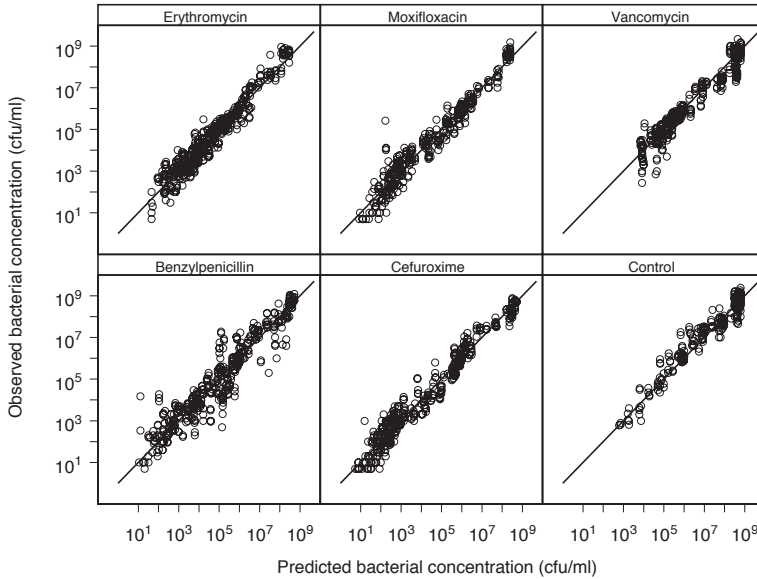 Erythromycin Moxifloxacin Vancomycin
10⁹
10⁷
10⁵
10³
10¹
Benzylpenicillin Cefuroxime Control
10⁹
10⁷
10⁵
10³
10¹
10¹ 10³ 10⁵ 10⁷ 10⁹ 10¹ 10³ 10⁵ 10⁷ 10⁹ 10¹ 10³ 10⁵ 10⁷ 10⁹
Predicted bacterial concentration (cfu/ml)
Observed bacterial concentration (cfu/ml)